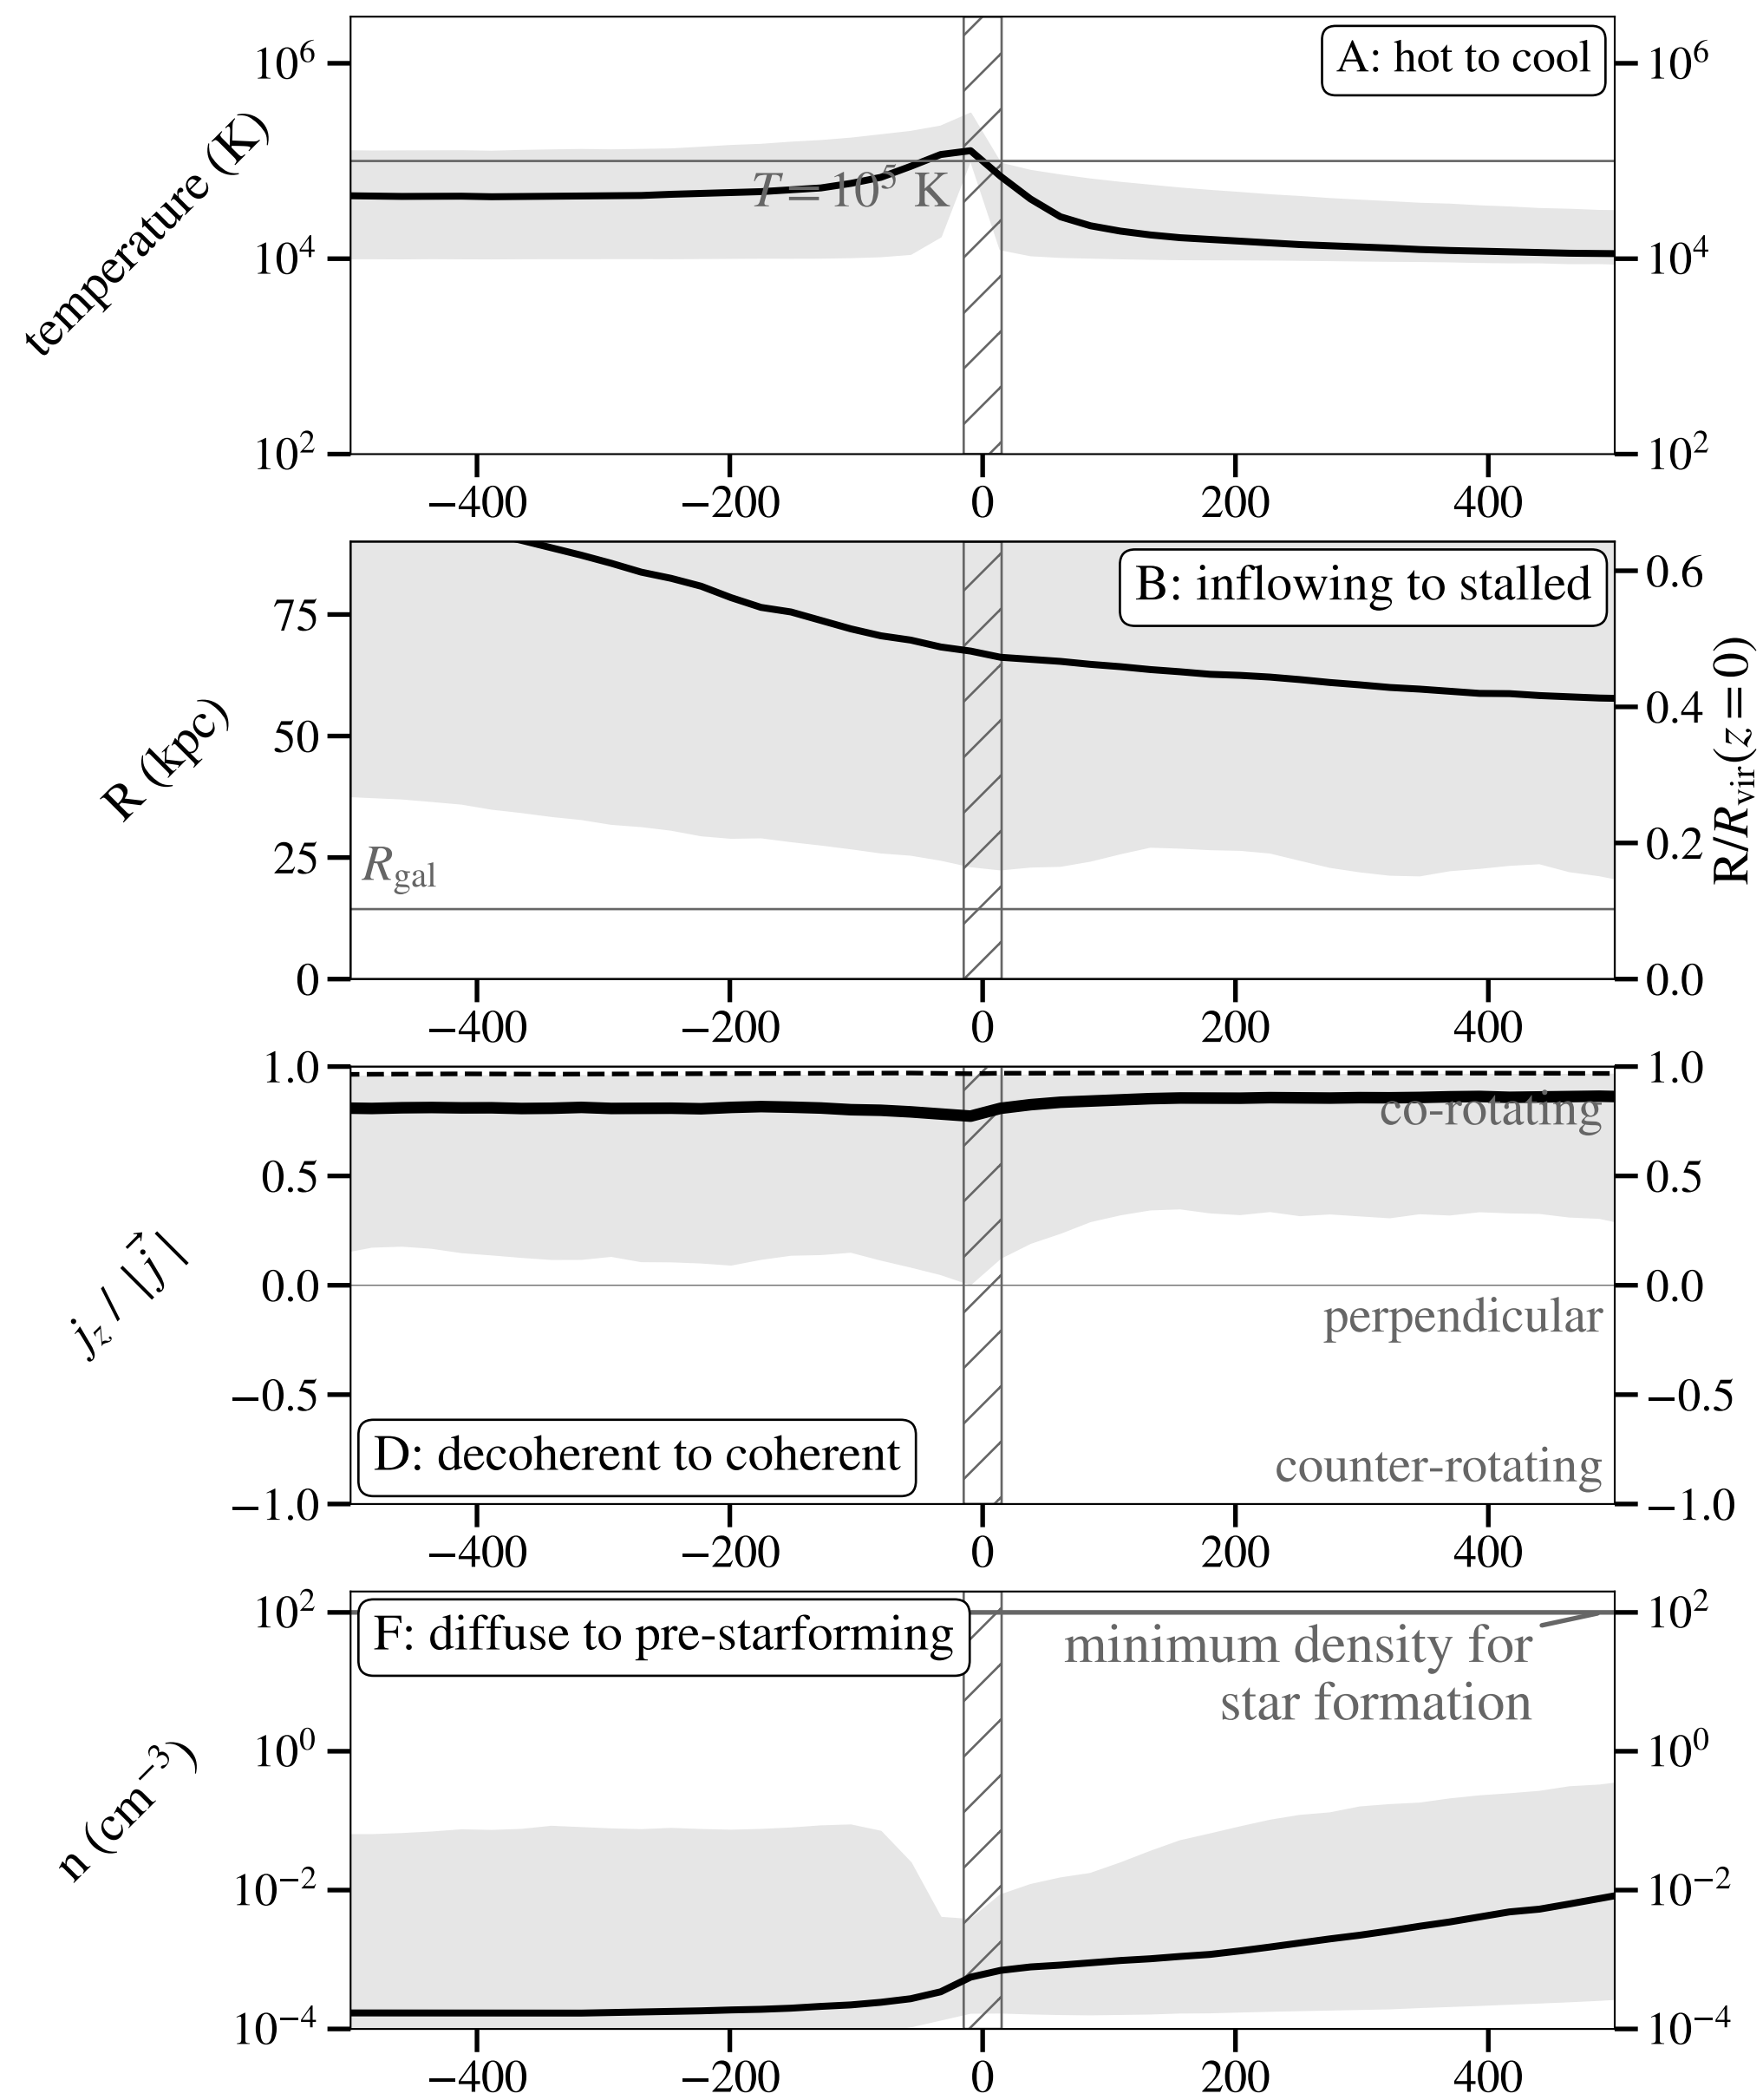 temperature (K)
10^6
10^4
10^2
A: hot to cool
T = 10^5 K
10^6
10^4
10^2
−400 −200 0 200 400
R (kpc)
75
50
25
0
B: inflowing to stalled
R_gal
0.6
0.4
0.2
0.0
R/R_vir(z=0)
−400 −200 0 200 400
j_z / |j⃗|
1.0
0.5
0.0
−0.5
−1.0
co-rotating
perpendicular
D: decoherent to coherent
counter-rotating
1.0
0.5
0.0
−0.5
−1.0
−400 −200 0 200 400
n (cm^−3)
10^2
10^0
10^−2
10^−4
F: diffuse to pre-starforming
minimum density for
star formation
10^2
10^0
10^−2
10^−4
−400 −200 0 200 400